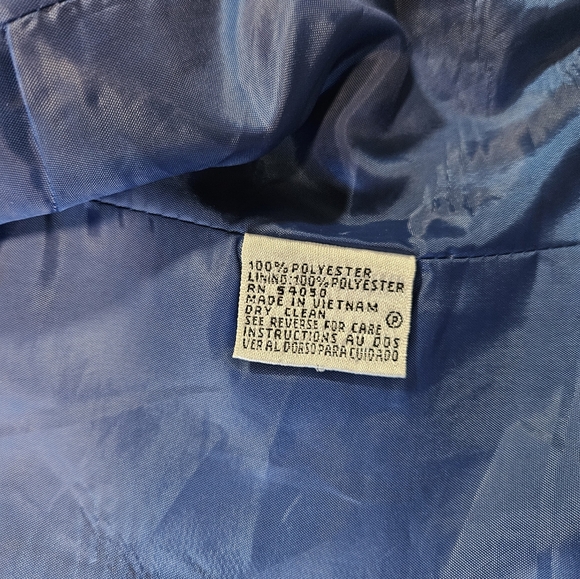 100% POLYESTER
LINING:100% POLYESTER
RN 54050
MADE IN VIETNAM
DRY CLEAN Ⓟ
SEE REVERSE FOR CARE
INSTRUCTIONS AU DOS
VER AL DORSO PARA CUIDADO